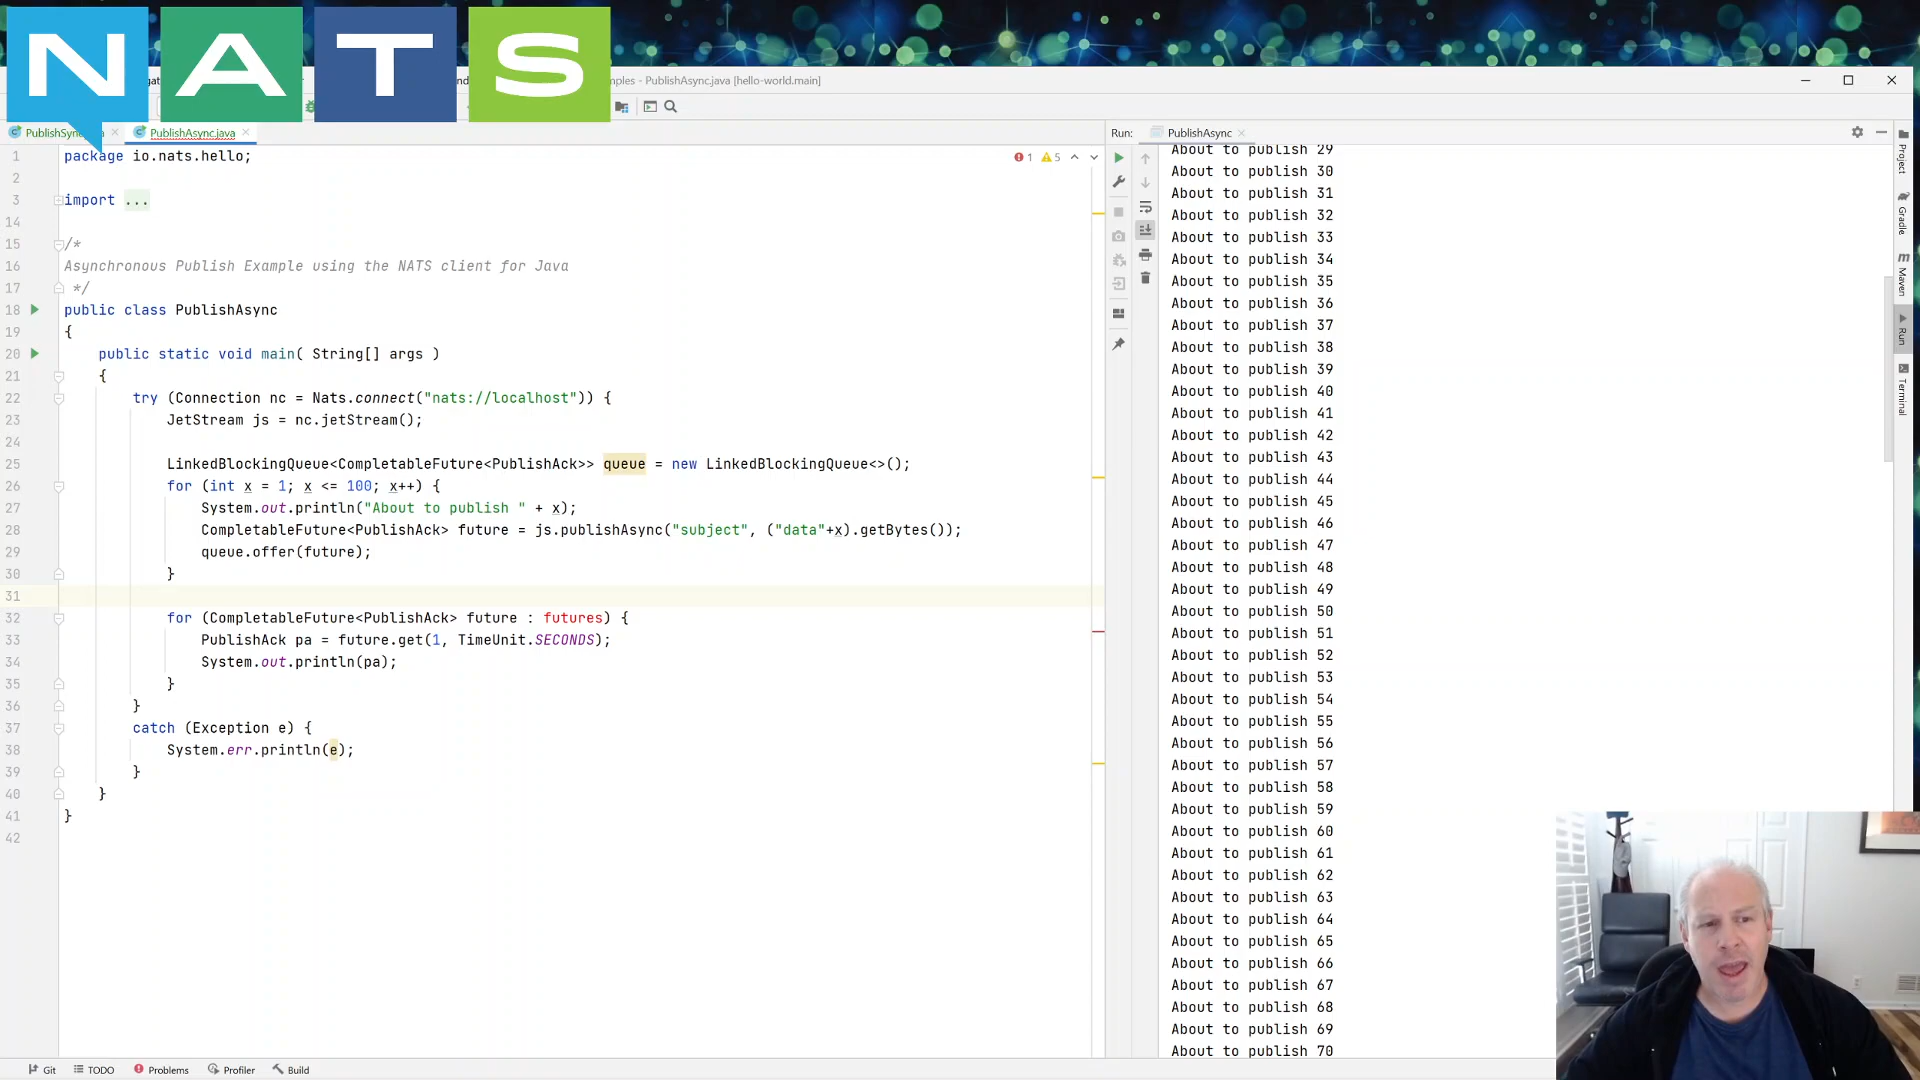 NATS
mples - PublishAsync.java [hello-world.main]
PublishSyn
PublishAsync.java
1 package io.nats.hello;
2
3 import ...
14
15 /*
16 Asynchronous Publish Example using the NATS client for Java
17 */
18 public class PublishAsync
19 {
20 public static void main( String[] args )
21 {
22 try (Connection nc = Nats.connect("nats://localhost")) {
23 JetStream js = nc.jetStream();
24
25 LinkedBlockingQueue<CompletableFuture<PublishAck>> queue = new LinkedBlockingQueue<>();
26 for (int x = 1; x <= 100; x++) {
27 System.out.println("About to publish " + x);
28 CompletableFuture<PublishAck> future = js.publishAsync("subject", ("data"+x).getBytes());
29 queue.offer(future);
30 }
31
32 for (CompletableFuture<PublishAck> future : futures) {
33 PublishAck pa = future.get(1, TimeUnit.SECONDS);
34 System.out.println(pa);
35 }
36 }
37 catch (Exception e) {
38 System.err.println(e);
39 }
40 }
41 }
42
1 5
Run: PublishAsync
About to publish 29
About to publish 30
About to publish 31
About to publish 32
About to publish 33
About to publish 34
About to publish 35
About to publish 36
About to publish 37
About to publish 38
About to publish 39
About to publish 40
About to publish 41
About to publish 42
About to publish 43
About to publish 44
About to publish 45
About to publish 46
About to publish 47
About to publish 48
About to publish 49
About to publish 50
About to publish 51
About to publish 52
About to publish 53
About to publish 54
About to publish 55
About to publish 56
About to publish 57
About to publish 58
About to publish 59
About to publish 60
About to publish 61
About to publish 62
About to publish 63
About to publish 64
About to publish 65
About to publish 66
About to publish 67
About to publish 68
About to publish 69
About to publish 70
Project
Gradle
Maven
Run
Terminal
Git
TODO
Problems
Profiler
Build